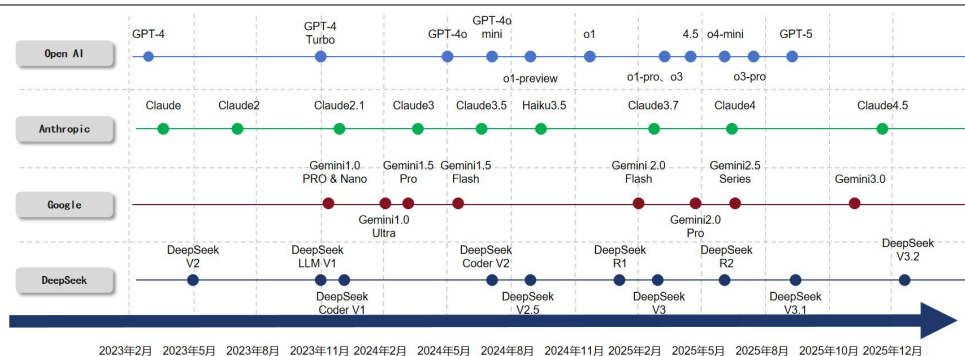 GPT-4
GPT-4
Turbo
GPT-4o
GPT-4o
mini
o1
4.5
o4-mini
GPT-5
Open AI
o1-preview
o1-pro、o3
o3-pro
Claude
Claude2
Claude2.1
Claude3
Claude3.5
Haiku3.5
Claude3.7
Claude4
Claude4.5
Anthropic
Gemini1.0
PRO & Nano
Gemini1.5
Pro
Gemini1.5
Flash
Gemini 2.0
Flash
Gemini2.5
Series
Gemini3.0
Google
Gemini1.0
Ultra
Gemini2.0
Pro
DeepSeek
V2
DeepSeek
LLM V1
DeepSeek
Coder V2
DeepSeek
R1
DeepSeek
R2
DeepSeek
V3.2
DeepSeek
DeepSeek
Coder V1
DeepSeek
V2.5
DeepSeek
V3
DeepSeek
V3.1
2023年2月 2023年5月 2023年8月 2023年11月 2024年2月 2024年5月 2024年8月 2024年11月 2025年2月 2025年5月 2025年8月 2025年10月 2025年12月